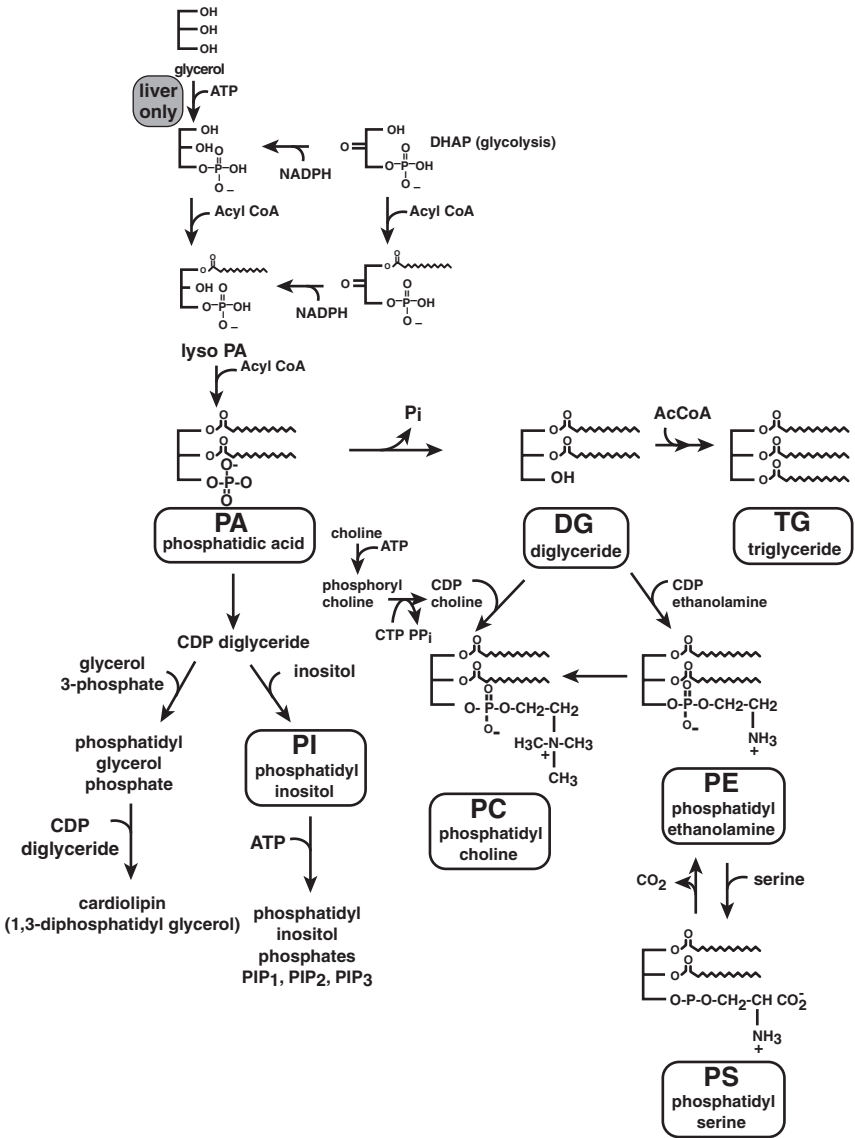 OH
OH
OH
glycerol
liver
only
ATP
OH
OH
O
O-P-OH
O –
NADPH
OH
O
O
O-P-OH
O –
DHAP (glycolysis)
Acyl CoA
Acyl CoA
O
O
OH
O
O-P-OH
O –
NADPH
O
O
O
O
O-P-OH
O –
lyso PA
Acyl CoA
O
O
O
O
O-
O-P-O
O
Pi
O
O
O
O
OH
AcCoA
O
O
O
O
O
O
PA
phosphatidic acid
DG
diglyceride
TG
triglyceride
choline
ATP
phosphoryl
choline
CTP PPi
CDP
choline
CDP
ethanolamine
CDP diglyceride
glycerol
3-phosphate
inositol
O
O
O
O
O
O- P-O-CH2-CH2
O-
H3C-N-CH3
+
CH3
O
O
O
O
O
O-P-O-CH2-CH2
O-
NH3
+
phosphatidyl
glycerol
phosphate
PI
phosphatidyl
inositol
PC
phosphatidyl
choline
PE
phosphatidyl
ethanolamine
CDP
diglyceride
ATP
CO2
serine
cardiolipin
(1,3-diphosphatidyl glycerol)
phosphatidyl
inositol
phosphates
PIP1, PIP2, PIP3
O
O
O
O
O-P-O-CH2-CH CO2-
NH3
+
PS
phosphatidyl
serine